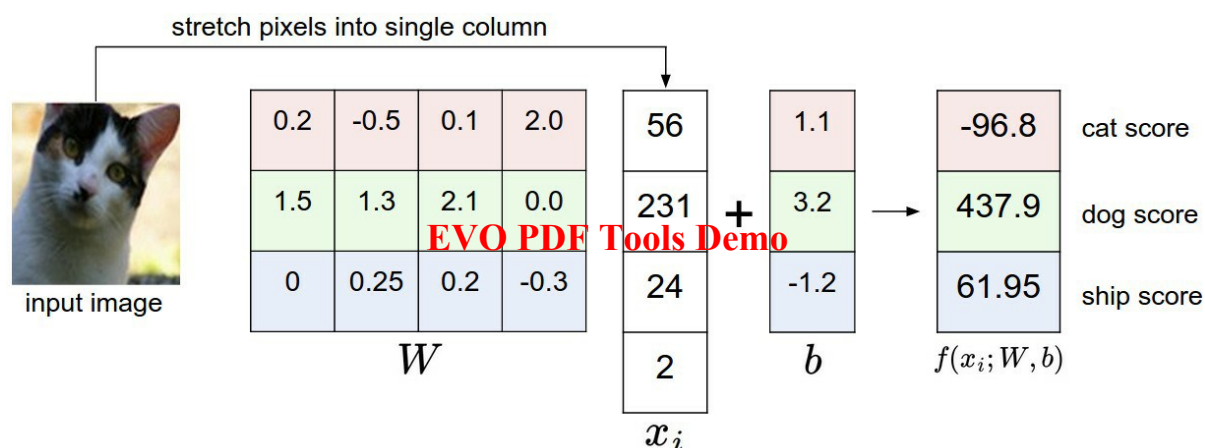 stretch pixels into single column
0.2 -0.5 0.1 2.0 56 1.1 -96.8 cat score
1.5 1.3 2.1 0.0 231 + 3.2 437.9 dog score
EVO PDF Tools Demo
0 0.25 0.2 -0.3 24 -1.2 61.95 ship score
input image
W 2 b f(x_i; W, b)
x_i